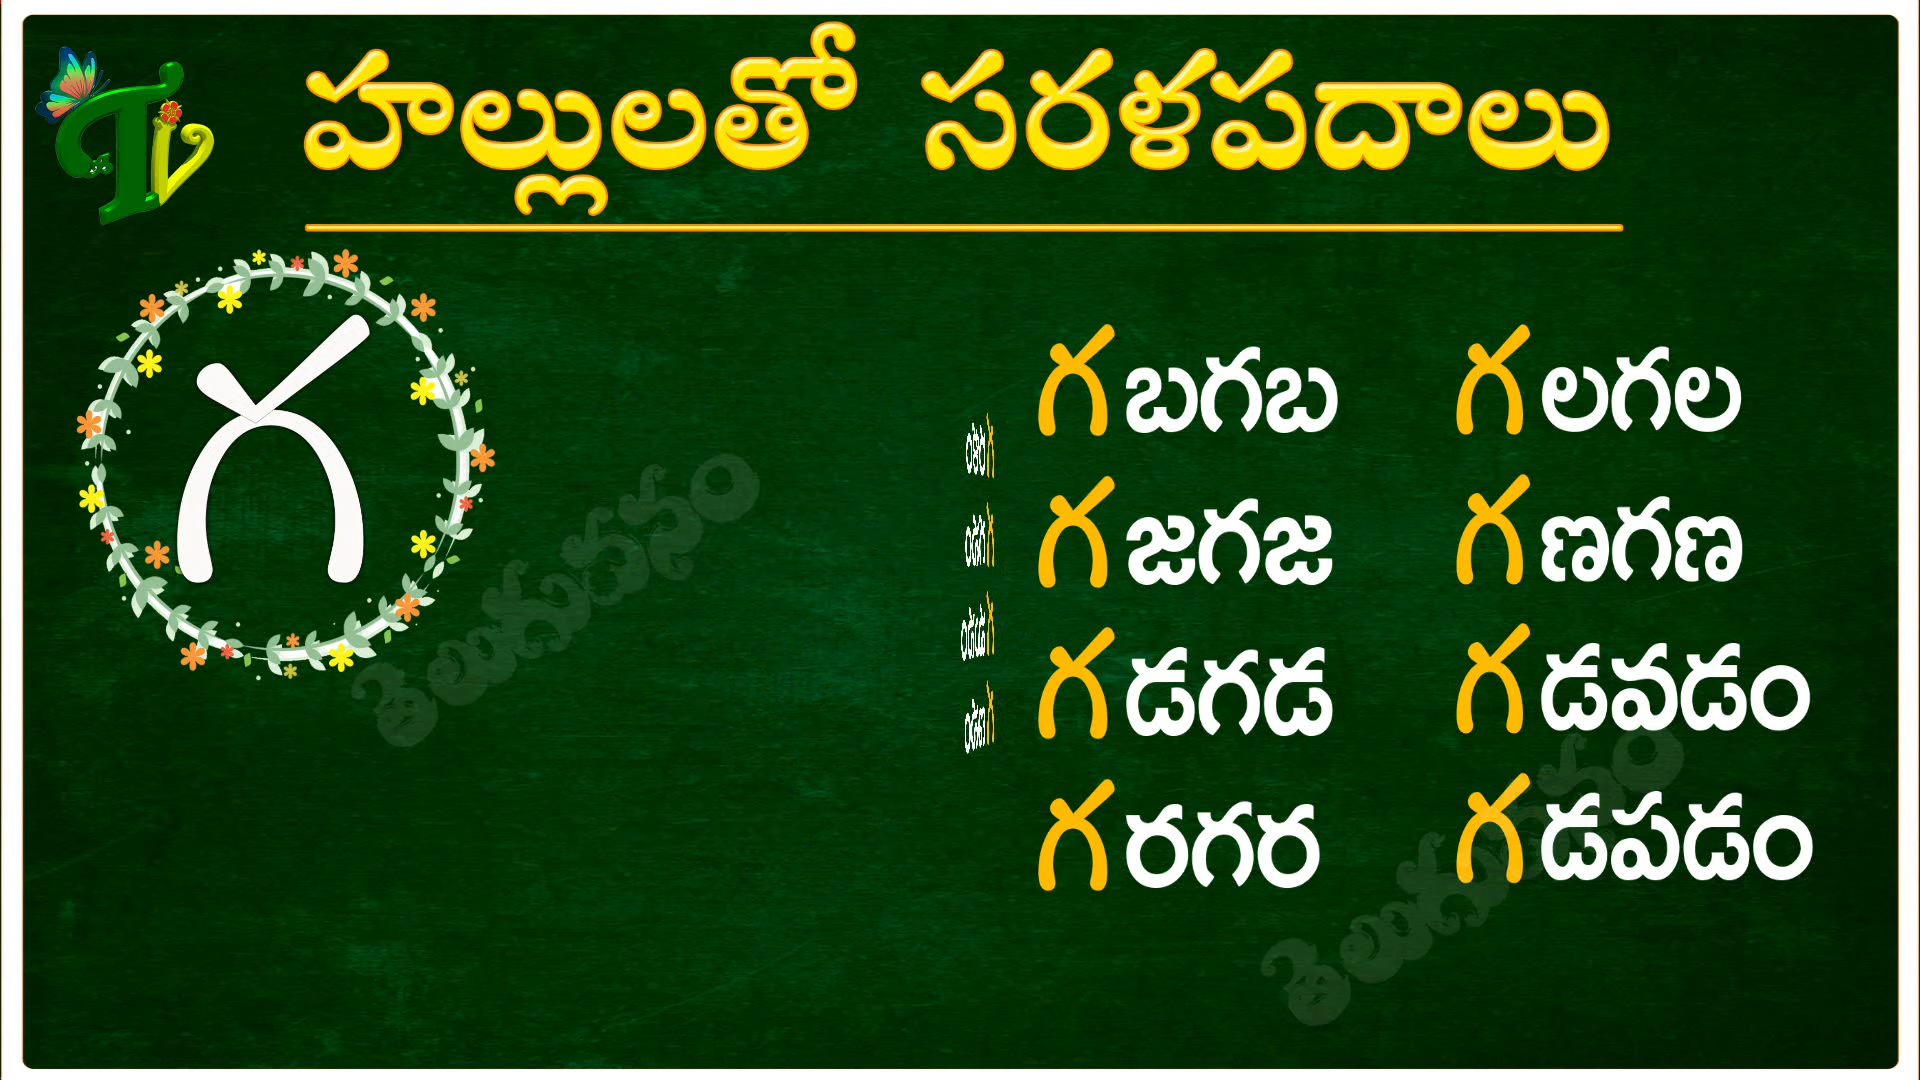 హల్లులతో సరళపదాలు
గ
గబగబ గలగల
గజగజ గణగణ
గడగడ గడవడం
గరగర గడపడం